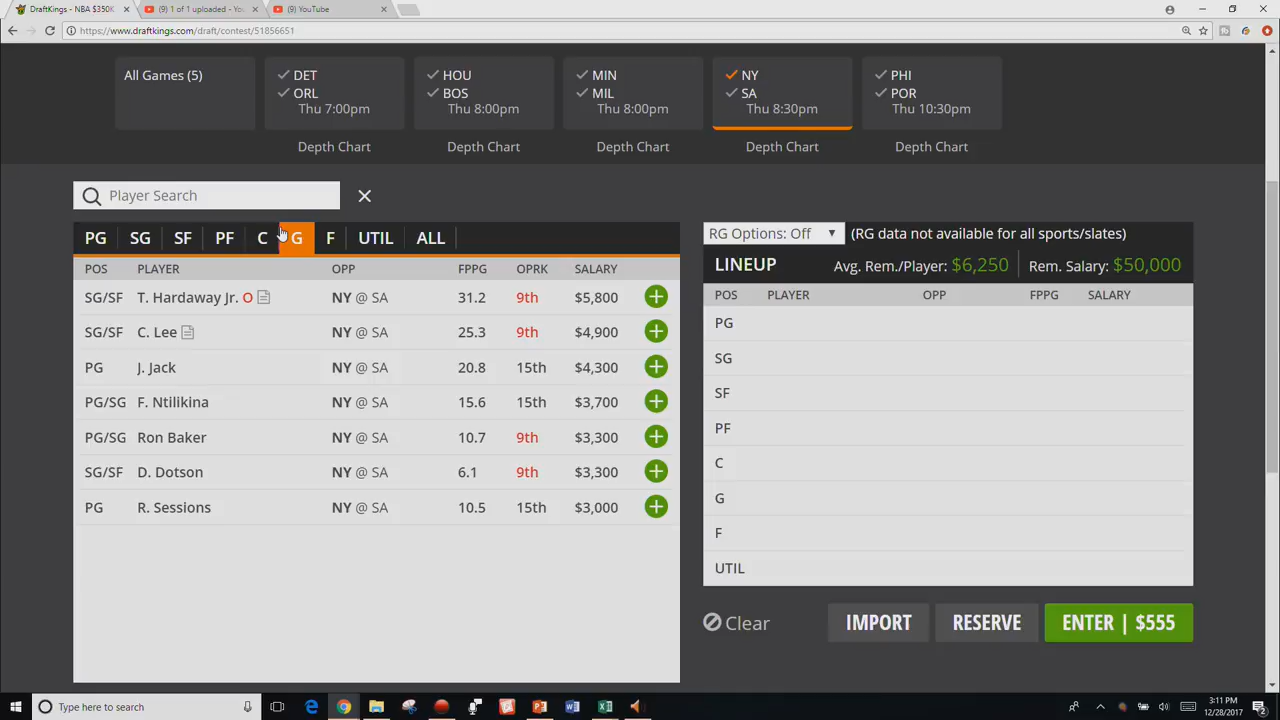 DraftKings - NBA $350K
(9) 1 of 1 uploaded - You
(9) YouTube
https://www.draftkings.com/draft/contest/51856651
All Games (5)
DET
ORL
Thu 7:00pm
HOU
BOS
Thu 8:00pm
MIN
MIL
Thu 8:00pm
NY
SA
Thu 8:30pm
PHI
POR
Thu 10:30pm
Depth Chart Depth Chart Depth Chart Depth Chart Depth Chart
Player Search
PG SG SF PF C G F UTIL ALL
POS PLAYER OPP FPPG OPRK SALARY
SG/SF T. Hardaway Jr. O NY @ SA 31.2 9th $5,800
SG/SF C. Lee NY @ SA 25.3 9th $4,900
PG J. Jack NY @ SA 20.8 15th $4,300
PG/SG F. Ntilikina NY @ SA 15.6 15th $3,700
PG/SG Ron Baker NY @ SA 10.7 9th $3,300
SG/SF D. Dotson NY @ SA 6.1 9th $3,300
PG R. Sessions NY @ SA 10.5 15th $3,000
RG Options: Off (RG data not available for all sports/slates)
LINEUP Avg. Rem./Player: $6,250 Rem. Salary: $50,000
POS PLAYER OPP FPPG SALARY
PG
SG
SF
PF
C
G
F
UTIL
Clear IMPORT RESERVE ENTER | $555
Type here to search
3:11 PM
12/28/2017